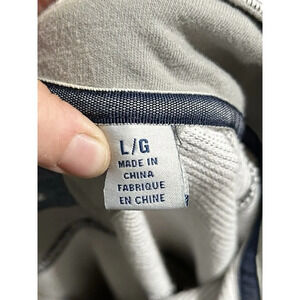 L/G
MADE IN
CHINA
FABRIQUE
EN CHINE